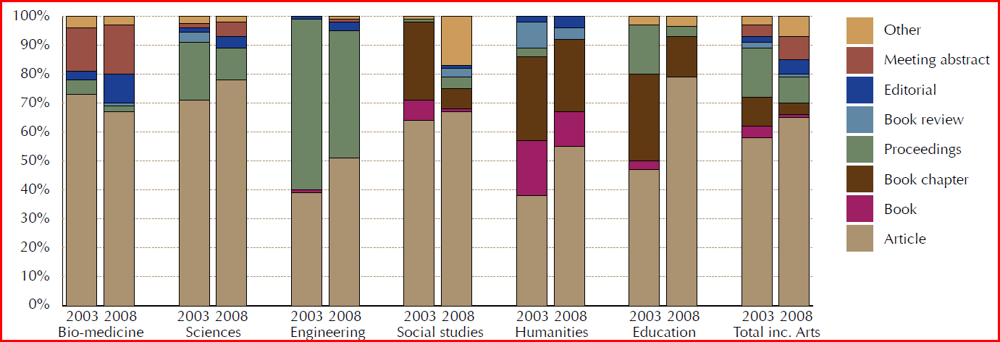 100%
90%
80%
70%
60%
50%
40%
30%
20%
10%
0%
2003 2008 2003 2008 2003 2008 2003 2008 2003 2008 2003 2008 2003 2008
Bio-medicine Sciences Engineering Social studies Humanities Education Total inc. Arts
Other
Meeting abstract
Editorial
Book review
Proceedings
Book chapter
Book
Article